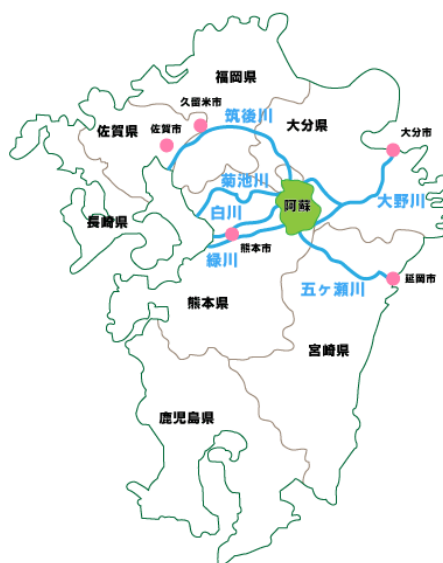 福岡県
久留米市
筑後川
佐賀県
佐賀市
大分県
大分市
菊池川
阿蘇
大野川
白川
長崎県
熊本市
緑川
延岡市
五ヶ瀬川
熊本県
宮崎県
鹿児島県